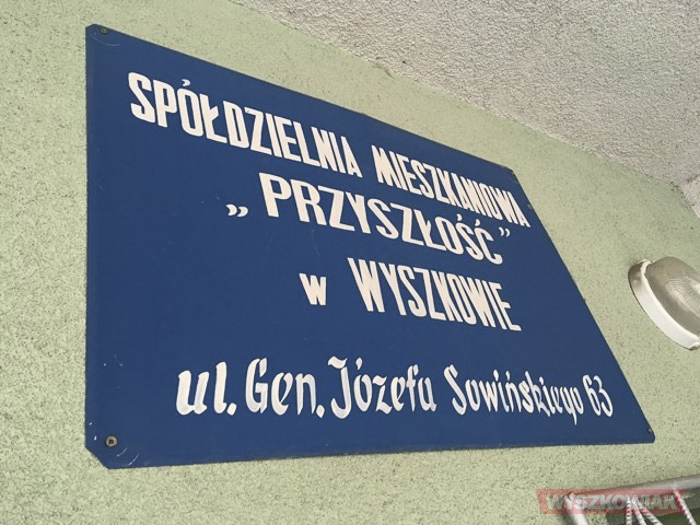 SPÓŁDZIELNIA MIESZKANIOWA
„PRZYSZŁOŚĆ”
w WYSZKOWIE
ul. Gen. Józefa Sowińskiego 63
WYSZKOWIAK